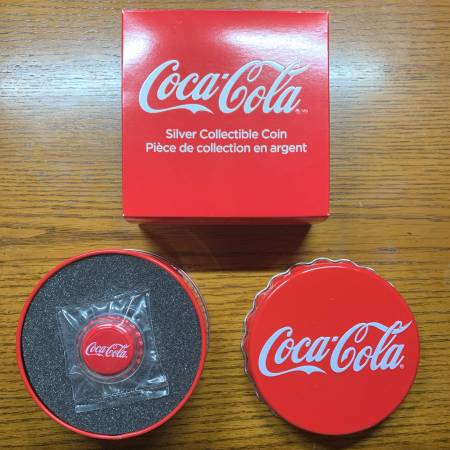 Coca-Cola
Silver Collectible Coin
Pièce de collection en argent
Coca-Cola
Coca-Cola®